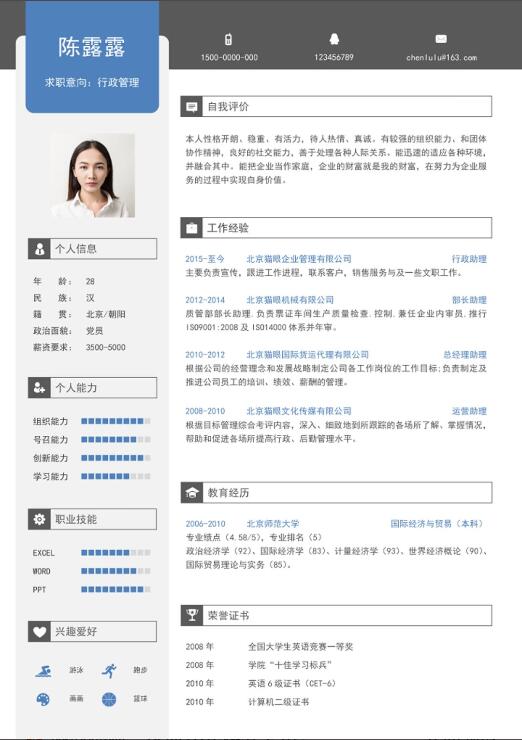 陈露露
求职意向：行政管理
1500-0000-000
123456789
chenlulu@163.com
个人信息
年　　龄： 28
民　　族： 汉
籍　　贯： 北京/朝阳
政治面貌： 党员
薪资要求： 3500-5000
个人能力
组织能力
号召能力
创新能力
学习能力
职业技能
EXCEL
WORD
PPT
兴趣爱好
游泳 跑步
画画 篮球
自我评价
本人性格开朗、稳重、有活力，待人热情、真诚。有较强的组织能力、和团体
协作精神，良好的社交能力，善于处理各种人际关系。能迅速的适应各种环境，
并融合其中。能把企业当作家庭，企业的财富就是我的财富，在努力为企业服
务的过程中实现自身价值。
工作经验
2015-至今 北京猫眼企业管理有限公司 行政助理
主要负责宣传，跟进工作进程，联系客户，销售服务与及一些文职工作。
2012-2014 北京猫眼机械有限公司 部长助理
质管部部长助理.负责票证车间生产质量检查.控制.兼任企业内审员.推行
ISO9001:2008 及 ISO14000 体系并年审。
2010-2012 北京猫眼国际货运代理有限公司 总经理助理
根据公司的经营理念和发展战略制定公司各工作岗位的工作目标;负责制定及
推进公司员工的培训、绩效、薪酬的管理。
2008-2010 北京猫眼文化传媒有限公司 运营助理
根据目标管理综合考评内容，深入、细致地到所跟踪的各场所了解、掌握情况，
帮助和促进各场所提高行政、后勤管理水平。
教育经历
2006-2010 北京师范大学 国际经济与贸易（本科）
专业绩点（4.58/5），专业排名（5）
政治经济学（92）、国际经济学（83）、计量经济学（93）、世界经济概论（90）、
国际贸易理论与实务（85）。
荣誉证书
2008 年 全国大学生英语竞赛一等奖
2008 年 学院“十佳学习标兵”
2010 年 英语 6 级证书（CET-6）
2010 年 计算机二级证书